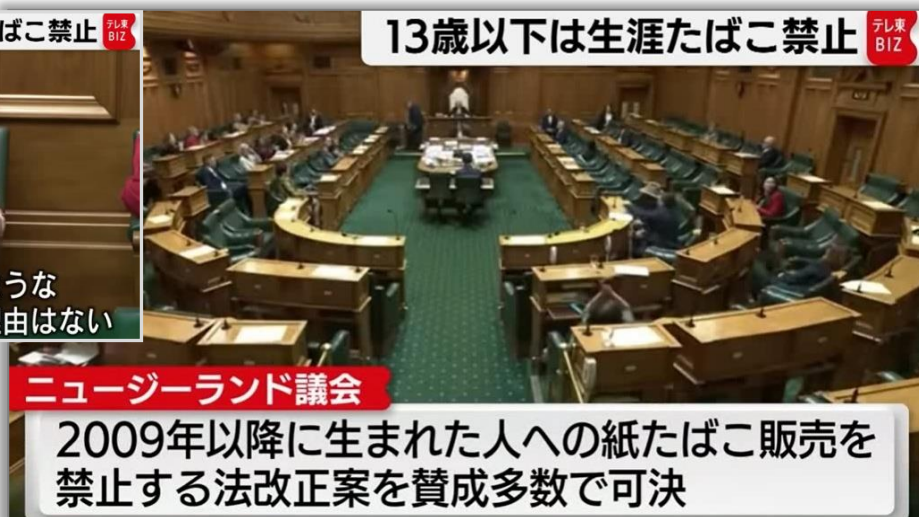 ばこ禁止
テレ東
BIZ
うな
由はない
13歳以下は生涯たばこ禁止
テレ東
BIZ
ニュージーランド議会
2009年以降に生まれた人への紙たばこ販売を
禁止する法改正案を賛成多数で可決